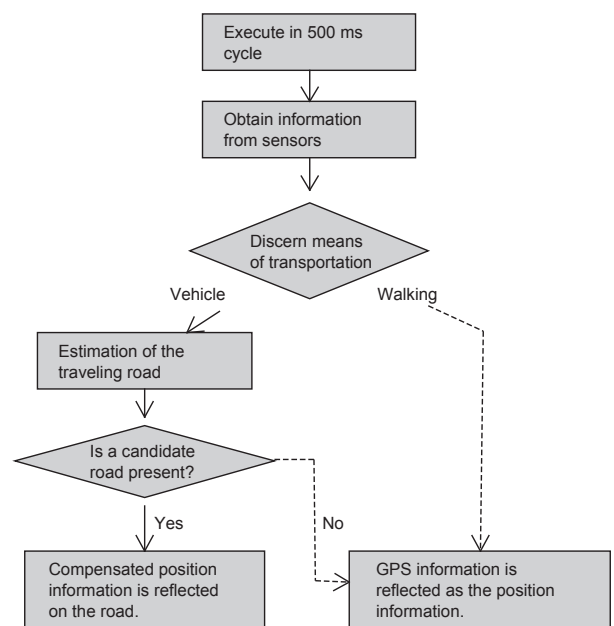 Execute in 500 ms
cycle
Obtain information
from sensors
Discern means
of transportation
Vehicle
Walking
Estimation of the
traveling road
Is a candidate
road present?
Yes
No
Compensated position
information is reflected
on the road.
GPS information is
reflected as the position
information.